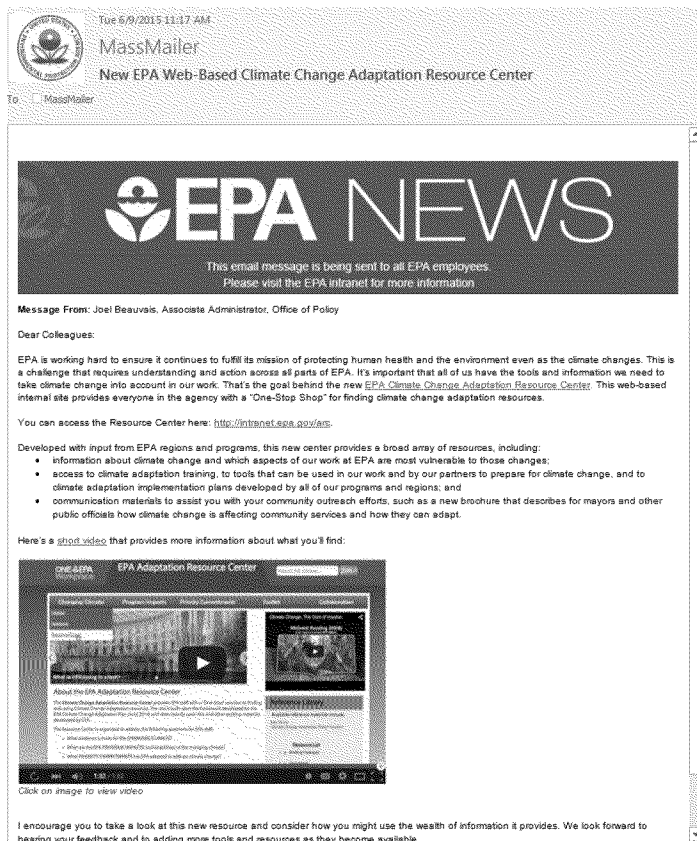 Tue 6/9/2015 11:17 AM
MassMailer
New EPA Web-Based Climate Change Adaptation Resource Center
To MassMailer
EPA NEWS
This email message is being sent to all EPA employees.
Please visit the EPA intranet for more information
Message From: Joel Beauvais, Associate Administrator, Office of Policy
Dear Colleagues:
EPA is working hard to ensure it continues to fulfill its mission of protecting human health and the environment even as the climate changes. This is
a challenge that requires understanding and action across all parts of EPA. It's important that all of us have the tools and information we need to
take climate change into account in our work. That's the goal behind the new EPA Climate Change Adaptation Resource Center. This web-based
internal site provides everyone in the agency with a "One-Stop Shop" for finding climate change adaptation resources.
You can access the Resource Center here: http://intranet.epa.gov/arc.
Developed with input from EPA regions and programs, this new center provides a broad array of resources, including:
• information about climate change and which aspects of our work at EPA are most vulnerable to those changes;
• access to climate adaptation training, to tools that can be used in our work and by our partners to prepare for climate change, and to
climate adaptation implementation plans developed by all of our programs and regions; and
• communication materials to assist you with your community outreach efforts, such as a new brochure that describes for mayors and other
public officials how climate change is affecting community services and how they can adapt.
Here's a short video that provides more information about what you'll find:
ONE EPA
Workplace
EPA Adaptation Resource Center
Changing Climate
About the EPA Adaptation Resource Center
Reference Library
Click on image to view video
I encourage you to take a look at this new resource and consider how you might use the wealth of information it provides. We look forward to
hearing your feedback and to adding more tools and resources as they become available.